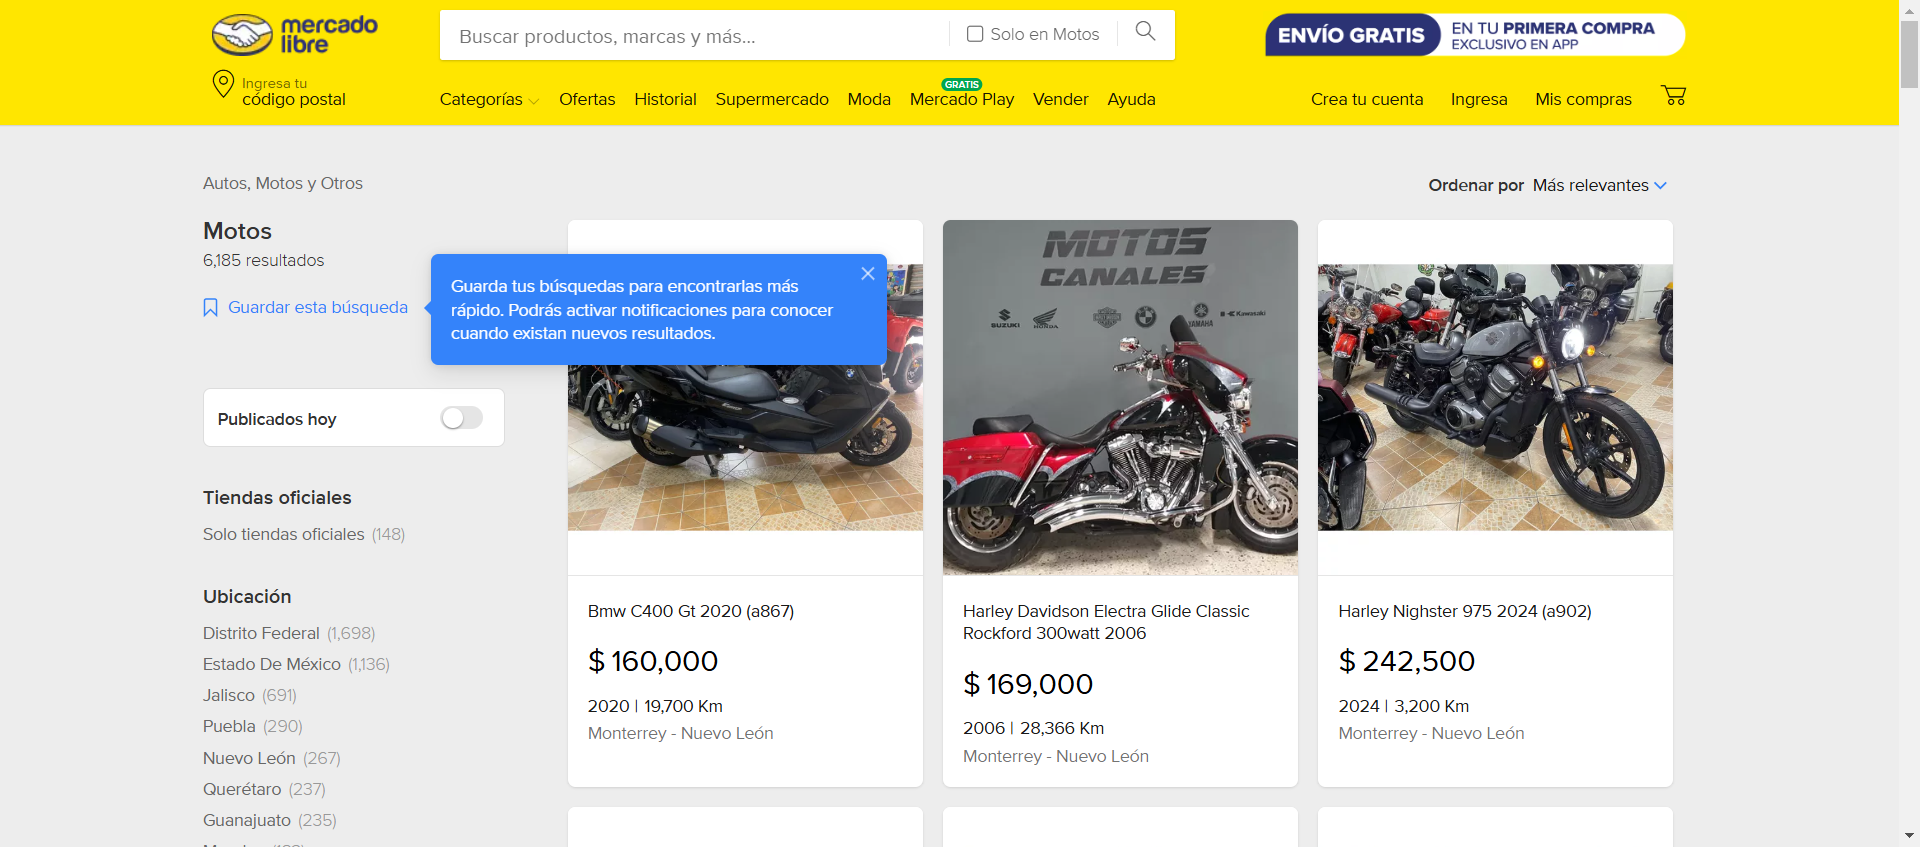 mercado
libre
Buscar productos, marcas y más...
Solo en Motos
ENVÍO GRATIS
EN TU PRIMERA COMPRA
EXCLUSIVO EN APP
Ingresa tu
código postal
Categorías
Ofertas
Historial
Supermercado
Moda
GRATIS
Mercado Play
Vender
Ayuda
Crea tu cuenta
Ingresa
Mis compras
Autos, Motos y Otros
Ordenar por Más relevantes
Motos
6,185 resultados
Guardar esta búsqueda
Guarda tus búsquedas para encontrarlas más
rápido. Podrás activar notificaciones para conocer
cuando existan nuevos resultados.
Publicados hoy
Tiendas oficiales
Solo tiendas oficiales (148)
Ubicación
Distrito Federal (1,698)
Estado De México (1,136)
Jalisco (691)
Puebla (290)
Nuevo León (267)
Querétaro (237)
Guanajuato (235)
Bmw C400 Gt 2020 (a867)
$ 160,000
2020 | 19,700 Km
Monterrey - Nuevo León
MOTOS
CANALES
SUZUKI
HONDA
YAMAHA
Kawasaki
Harley Davidson Electra Glide Classic
Rockford 300watt 2006
$ 169,000
2006 | 28,366 Km
Monterrey - Nuevo León
Harley Nighster 975 2024 (a902)
$ 242,500
2024 | 3,200 Km
Monterrey - Nuevo León